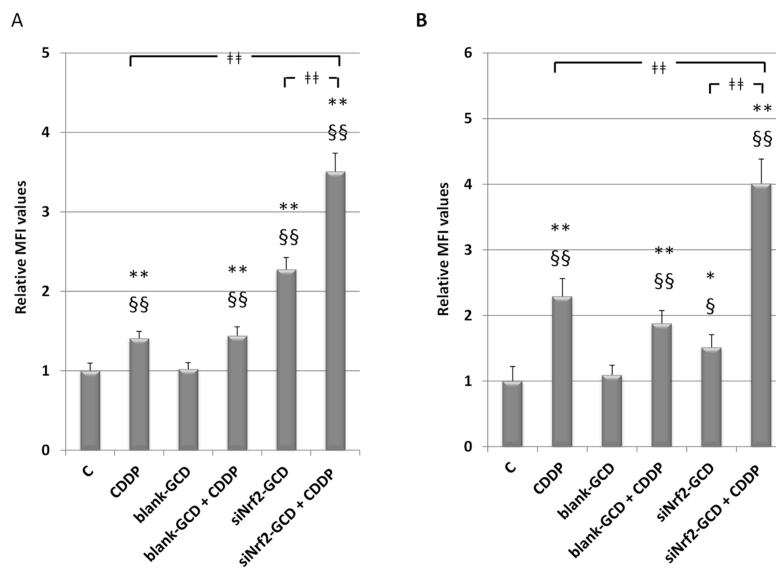 A
Relative MFI values
5
4
3
2
1
0
ǂǂ
ǂǂ
**
§§
**
§§
**
§§
**
§§
C
CDDP
blank-GCD
blank-GCD + CDDP
siNrf2-GCD
siNrf2-GCD + CDDP
B
Relative MFI values
6
5
4
3
2
1
0
ǂǂ
ǂǂ
**
§§
**
§§
*
§
**
§§
C
CDDP
blank-GCD
blank-GCD + CDDP
siNrf2-GCD
siNrf2-GCD + CDDP